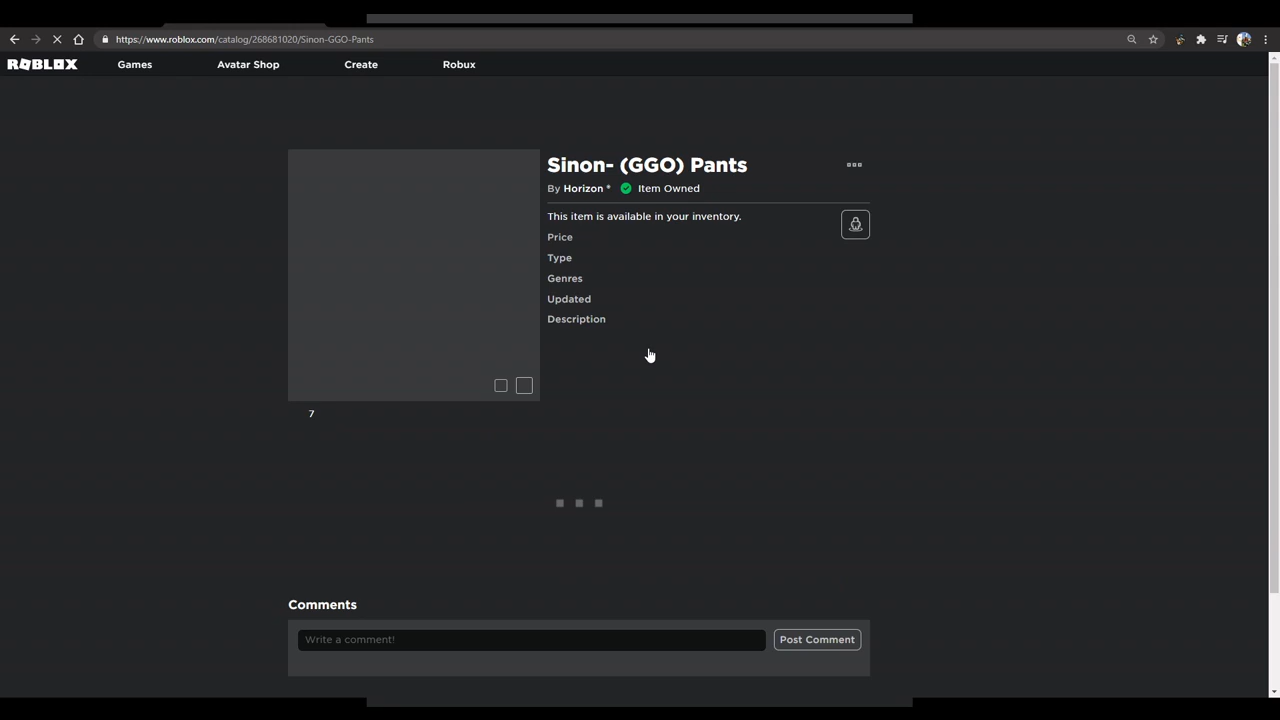 https://www.roblox.com/catalog/268681020/Sinon-GGO-Pants
ROBLOX Games Avatar Shop Create Robux
Sinon- (GGO) Pants
By Horizon * Item Owned
This item is available in your inventory.
Price
Type
Genres
Updated
Description
7
Comments
Write a comment! Post Comment